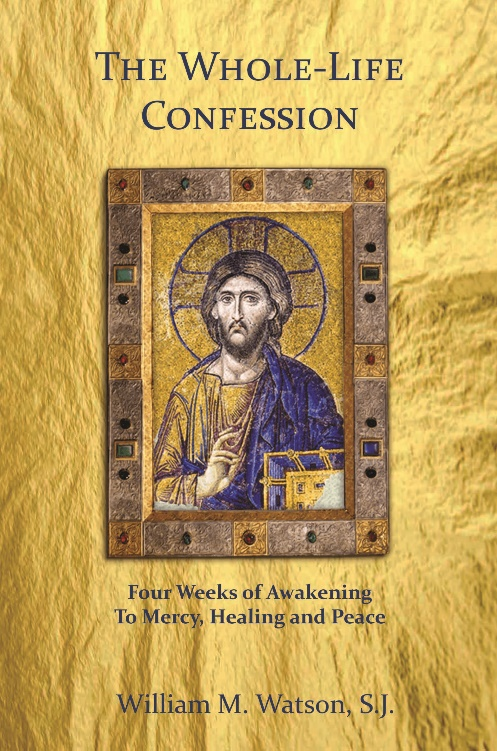 The Whole-Life
Confession
Four Weeks of Awakening
To Mercy, Healing and Peace
William M. Watson, S.J.